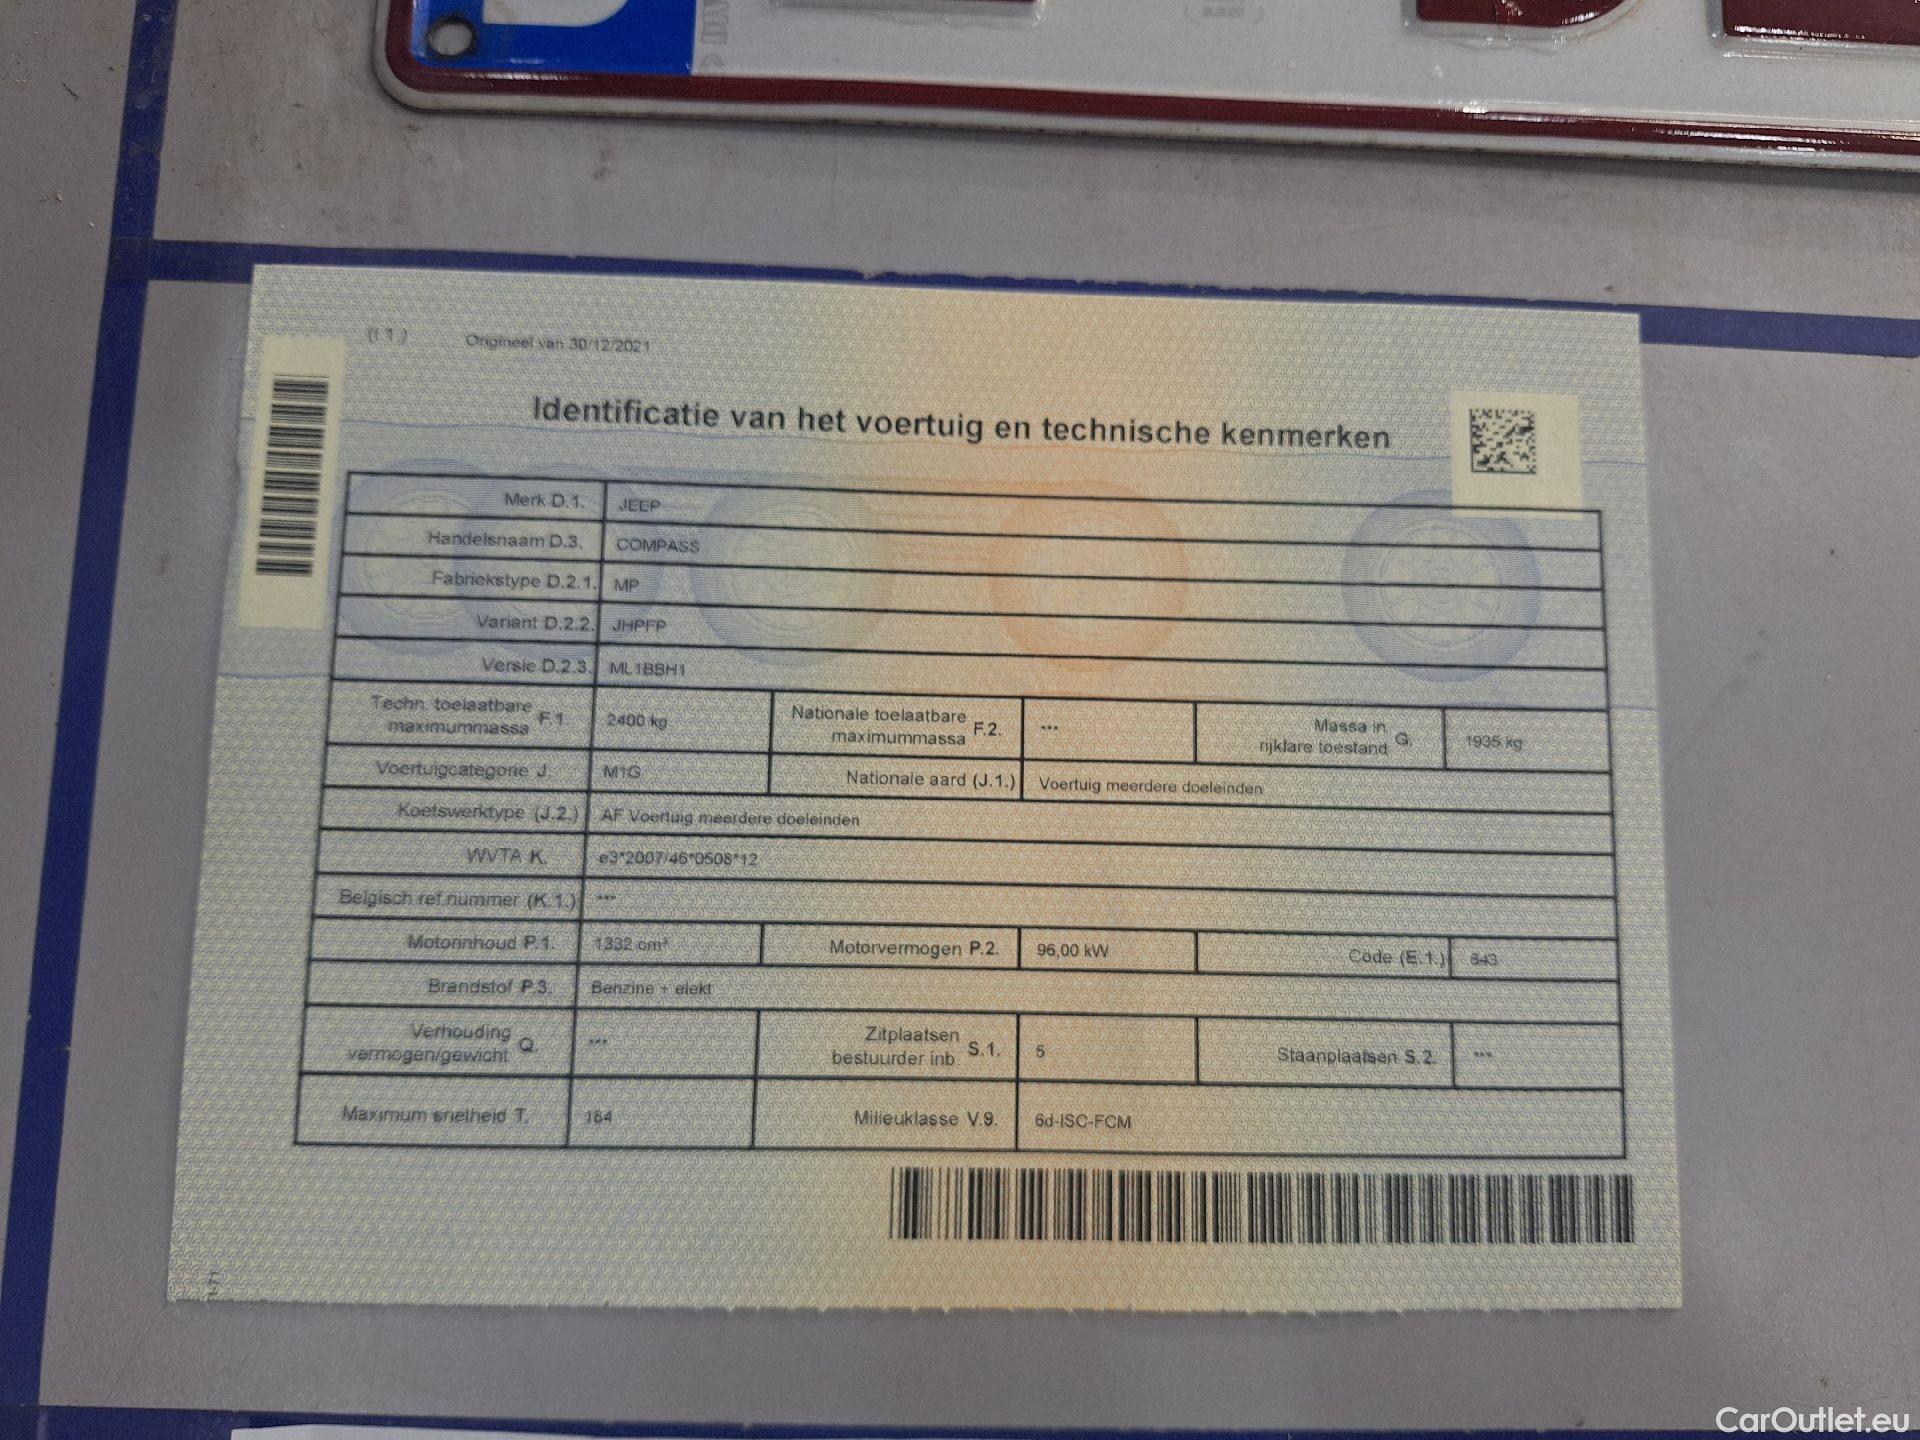 (I.1.) Origineel van 30/12/2021
Identificatie van het voertuig en technische kenmerken
Merk D.1. JEEP
Handelsnaam D.3. COMPASS
Fabriekstype D.2.1. MP
Variant D.2.2. JHPFP
Versie D.2.3. ML1BBH1
Techn. toelaatbare maximummassa F.1. 2400 kg Nationale toelaatbare maximummassa F.2. *** Massa in rijklare toestand G. 1935 kg
Voertuigcategorie J. M1G Nationale aard (J.1.) Voertuig meerdere doeleinden
Koetswerktype (J.2.) AF Voertuig meerdere doeleinden
WVTA K. e3*2007/46*0508*12
Belgisch ref.nummer (K.1.) ***
Motorinhoud P.1. 1332 cm³ Motorvermogen P.2. 96,00 kW Code (E.1.) 643
Brandstof P.3. Benzine + elekt
Verhouding vermogen/gewicht Q. *** Zitplaatsen bestuurder inb. S.1. 5 Staanplaatsen S.2. ***
Maximum snelheid T. 184 Milieuklasse V.9. 6d-ISC-FCM
CarOutlet.eu